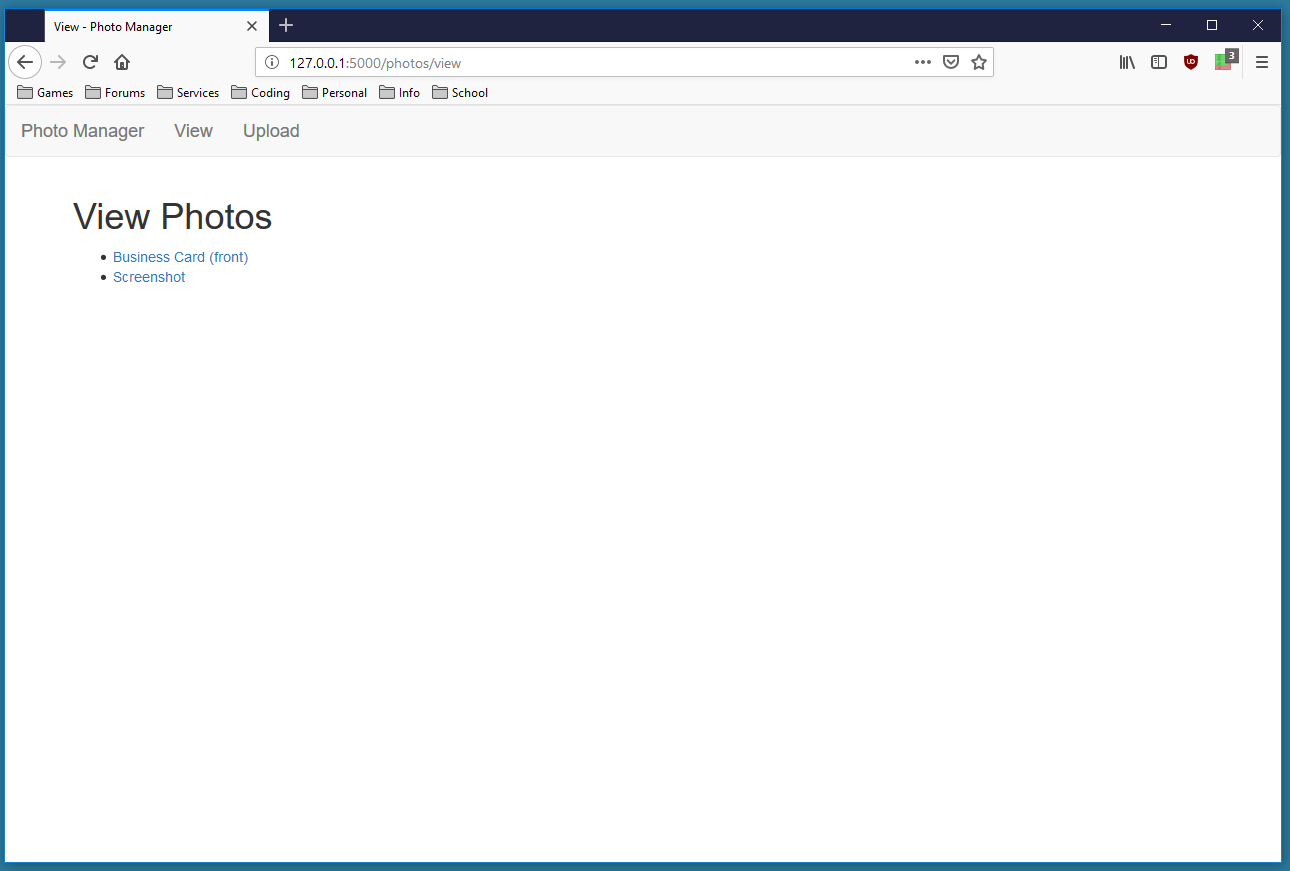 View - Photo Manager
127.0.0.1:5000/photos/view
3
Games Forums Services Coding Personal Info School
Photo Manager View Upload
View Photos
Business Card (front)
Screenshot